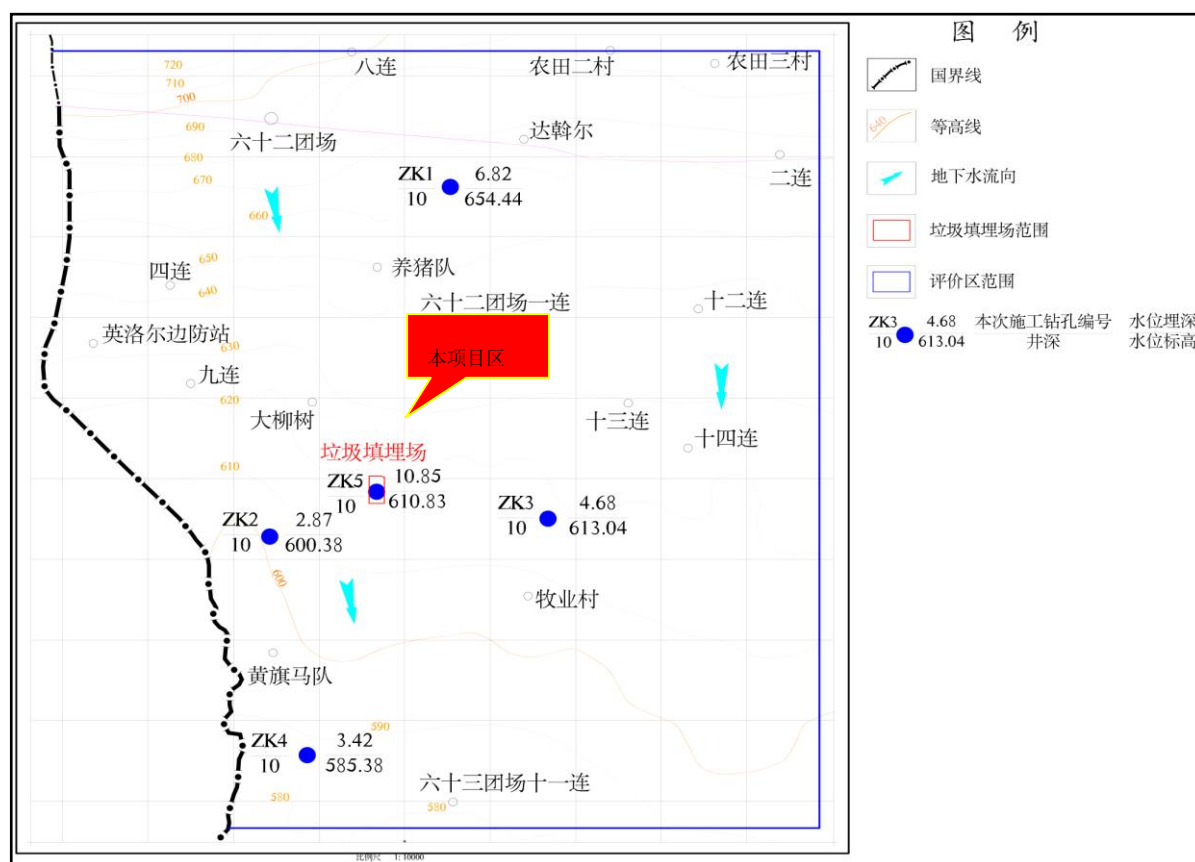 图 例
国界线
640
等高线
地下水流向
垃圾填埋场范围
评价区范围
ZK3 4.68 本次施工钻孔编号 水位埋深
10 613.04 井深 水位标高
720
710
700
690
680
670
660
650
640
630
620
610
600
590
580
580
八连
农田二村
农田三村
六十二团场
达斡尔
二连
ZK1 6.82
10 654.44
四连
养猪队
六十二团场一连
十二连
英洛尔边防站
本项目区
九连
大柳树
十三连
十四连
垃圾填埋场
ZK5 10.85
10 610.83
ZK3 4.68
10 613.04
ZK2 2.87
10 600.38
牧业村
黄旗马队
ZK4 3.42
10 585.38
六十三团场十一连
比例尺 1:10000